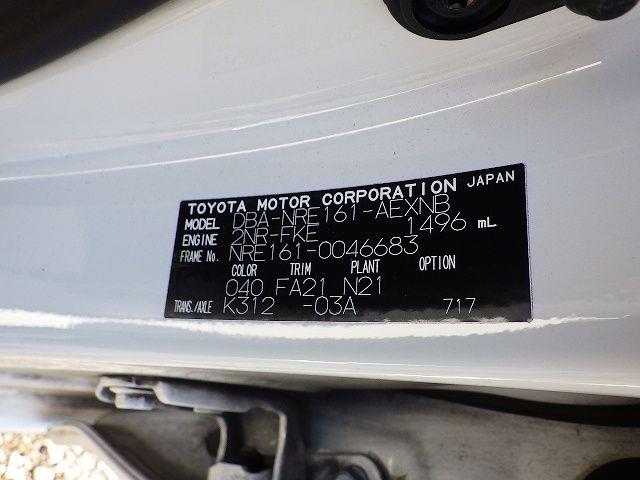 TOYOTA MOTOR CORPORATION JAPAN
MODEL DBA-NRE161-AEXNB
ENGINE 2NR-FKE 1496 mL
FRAME No. NRE161-0046683
COLOR TRIM PLANT OPTION
040 FA21 N21
TRANS./AXLE K312 -03A 717